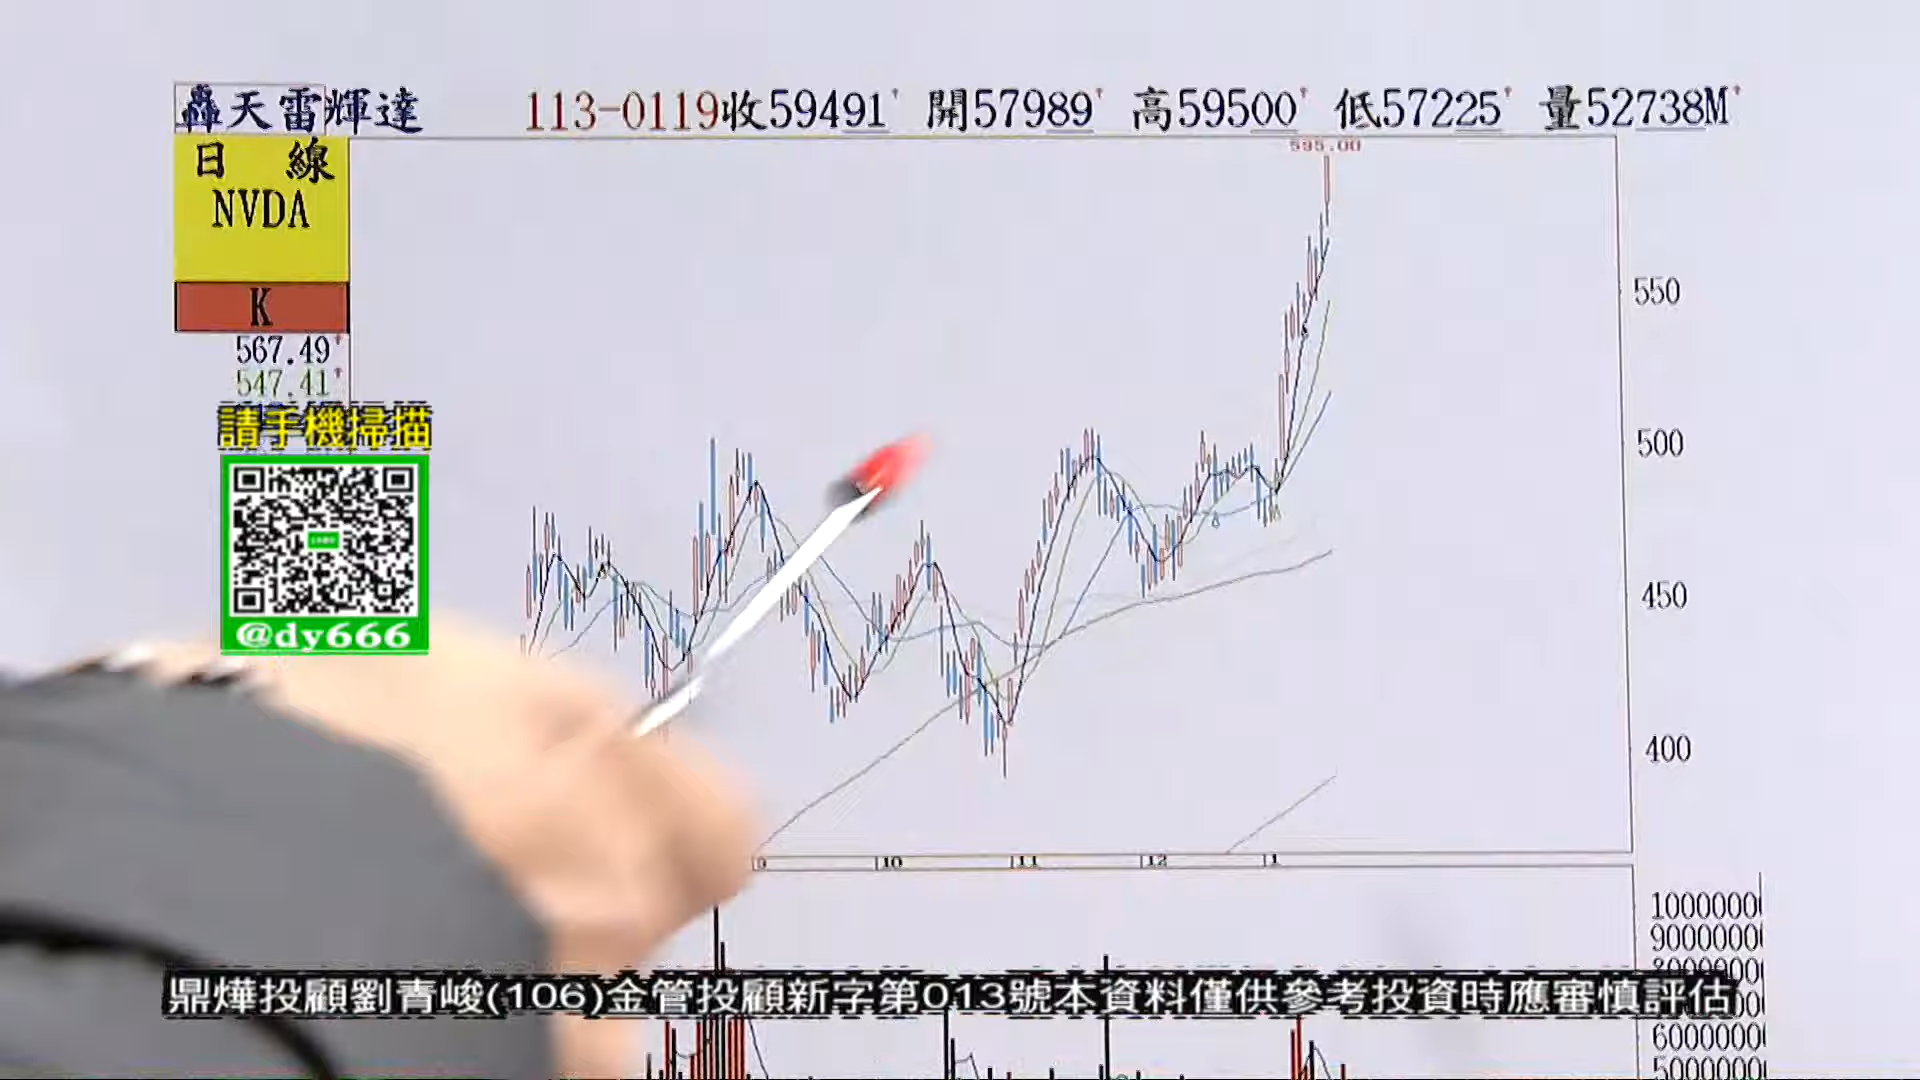 轟天雷輝達 113-0119收59491 開57989 高59500 低57225 量52738M
日 線
NVDA
K
567.49
547.41
請手機掃描
@dy666
595.00
550
500
450
400
9 10 11 12 1
10000000
9000000
6000000
5000000
鼎燁投顧劉青峻(106)金管投顧新字第013號本資料僅供參考投資時應審慎評估